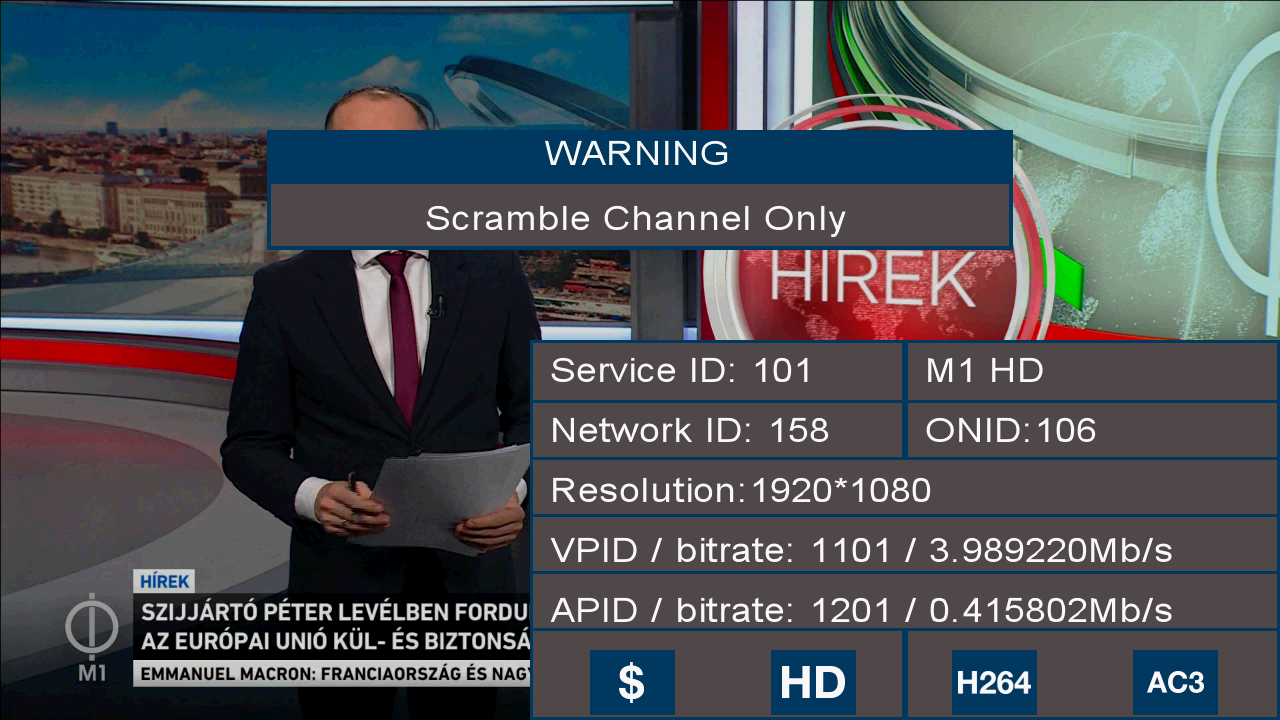 WARNING
Scramble Channel Only
HÍREK
Service ID: 101
M1 HD
Network ID: 158
ONID:106
Resolution:1920*1080
VPID / bitrate: 1101 / 3.989220Mb/s
APID / bitrate: 1201 / 0.415802Mb/s
$ HD H264 AC3
HÍREK
SZIJJÁRTÓ PÉTER LEVÉLBEN FORDU
AZ EURÓPAI UNIÓ KÜL- ÉS BIZTONSÁ
EMMANUEL MACRON: FRANCIAORSZÁG ÉS NAGY
M1